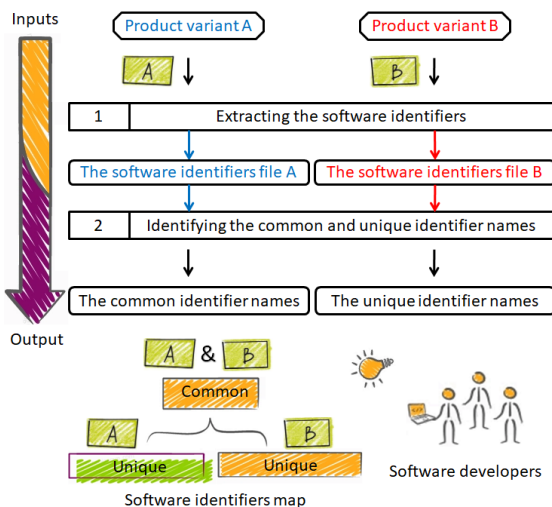 Inputs
Product variant A
Product variant B
A
B
1
Extracting the software identifiers
The software identifiers file A
The software identifiers file B
2
Identifying the common and unique identifier names
The common identifier names
The unique identifier names
Output
A & B
Common
A
B
Unique
Unique
Software developers
Software identifiers map